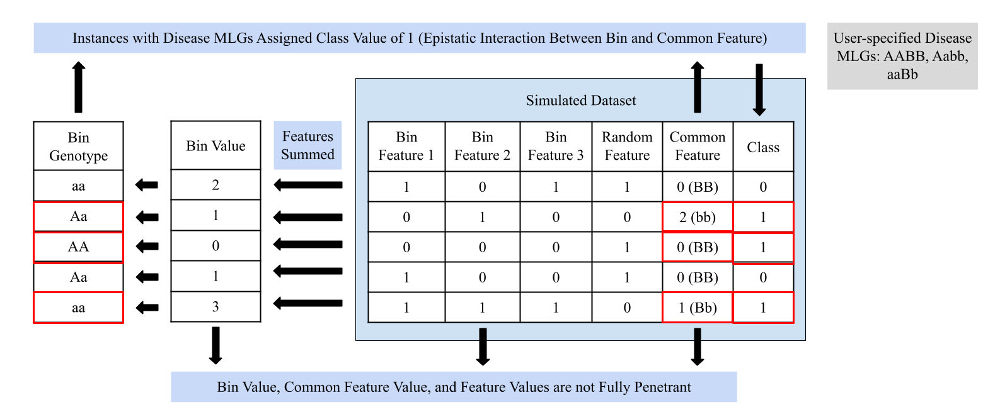 Instances with Disease MLGs Assigned Class Value of 1 (Epistatic Interaction Between Bin and Common Feature)
User-specified Disease
MLGs: AABB, Aabb,
aaBb
Simulated Dataset
Bin
Genotype
Bin Value
Features
Summed
Bin
Feature 1
Bin
Feature 2
Bin
Feature 3
Random
Feature
Common
Feature
Class
aa 2 1 0 1 1 0 (BB) 0
Aa 1 0 1 0 0 2 (bb) 1
AA 0 0 0 0 1 0 (BB) 1
Aa 1 1 0 0 1 0 (BB) 0
aa 3 1 1 1 0 1 (Bb) 1
Bin Value, Common Feature Value, and Feature Values are not Fully Penetrant